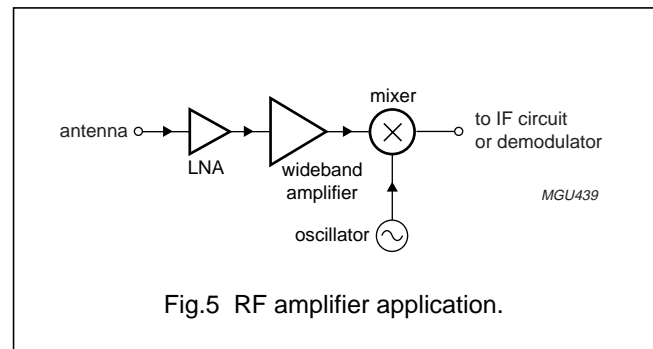 mixer
antenna
to IF circuit
or demodulator
LNA
wideband
amplifier
oscillator
MGU439
Fig.5 RF amplifier application.